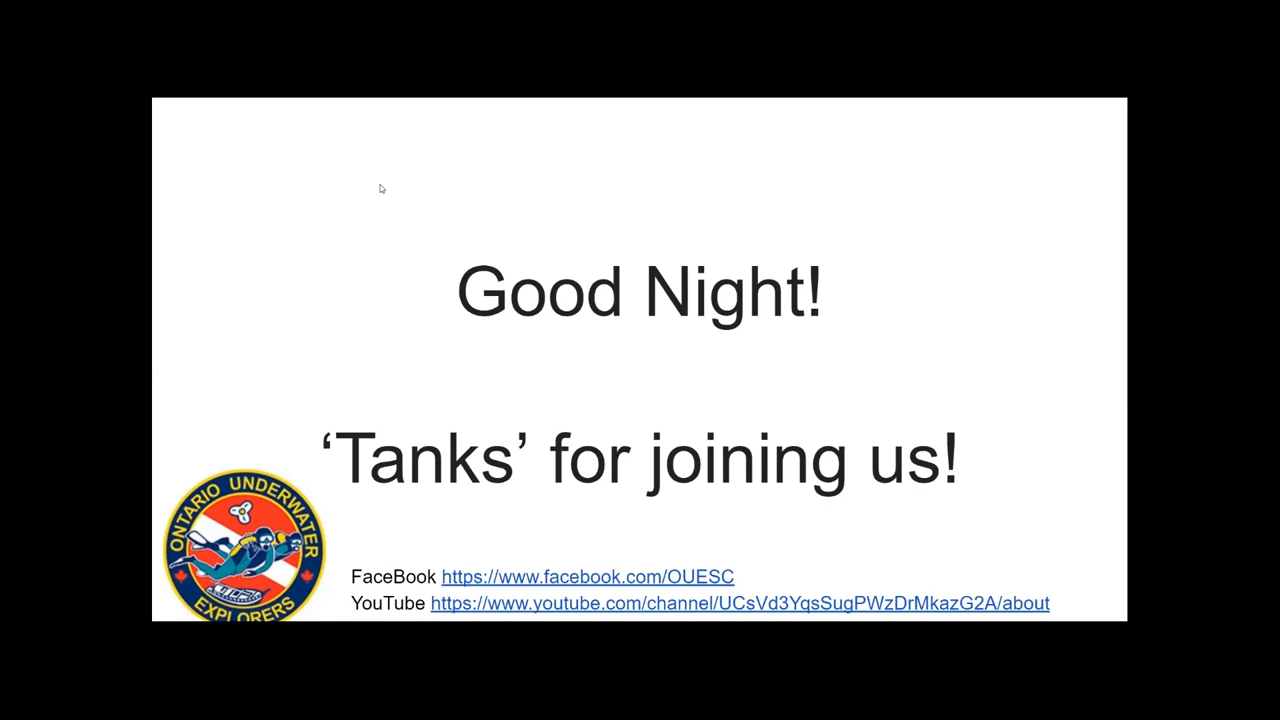 Good Night!
‘Tanks’ for joining us!
ONTARIO UNDERWATER
EXPLORERS
FaceBook https://www.facebook.com/OUESC
YouTube https://www.youtube.com/channel/UCsVd3YqsSugPWzDrMkazG2A/about